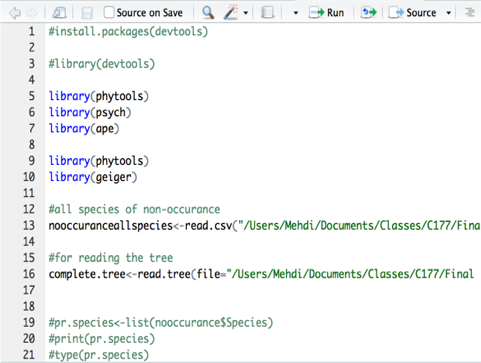 Source on Save Run Source
1 #install.packages(devtools)
2
3 #library(devtools)
4
5 library(phytools)
6 library(psych)
7 library(ape)
8
9 library(phytools)
10 library(geiger)
11
12 #all species of non-occurance
13 nooccuranceallspecies<-read.csv("/Users/Mehdi/Documents/Classes/C177/Fina
14
15 #for reading the tree
16 complete.tree<-read.tree(file="/Users/Mehdi/Documents/Classes/C177/Final
17
18
19 #pr.species<-list(nooccurance$Species)
20 #print(pr.species)
21 #type(pr.species)